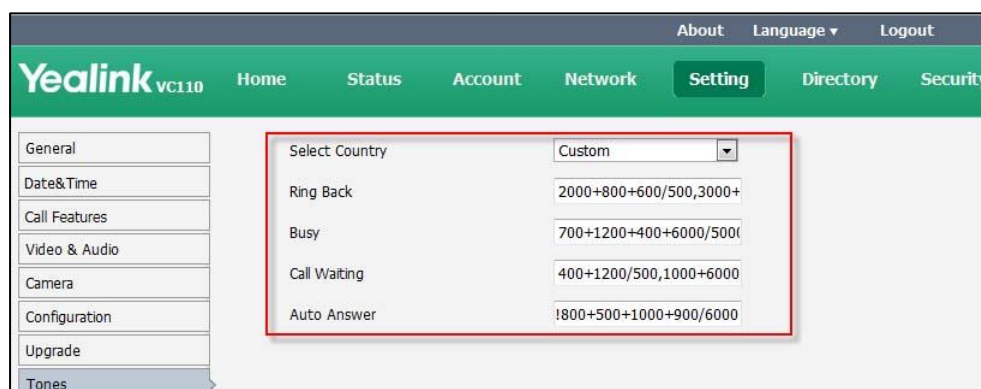 About Language ▾ Logout
Yealink VC110 Home Status Account Network Setting Directory Security
General
Date&Time
Call Features
Video & Audio
Camera
Configuration
Upgrade
Tones
Select Country Custom
Ring Back 2000+800+600/500,3000+
Busy 700+1200+400+6000/500
Call Waiting 400+1200/500,1000+6000
Auto Answer !800+500+1000+900/6000